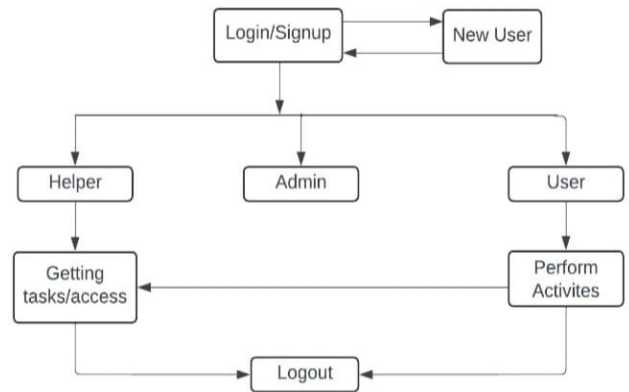 Login/Signup
New User
Helper
Admin
User
Getting
tasks/access
Perform
Activites
Logout